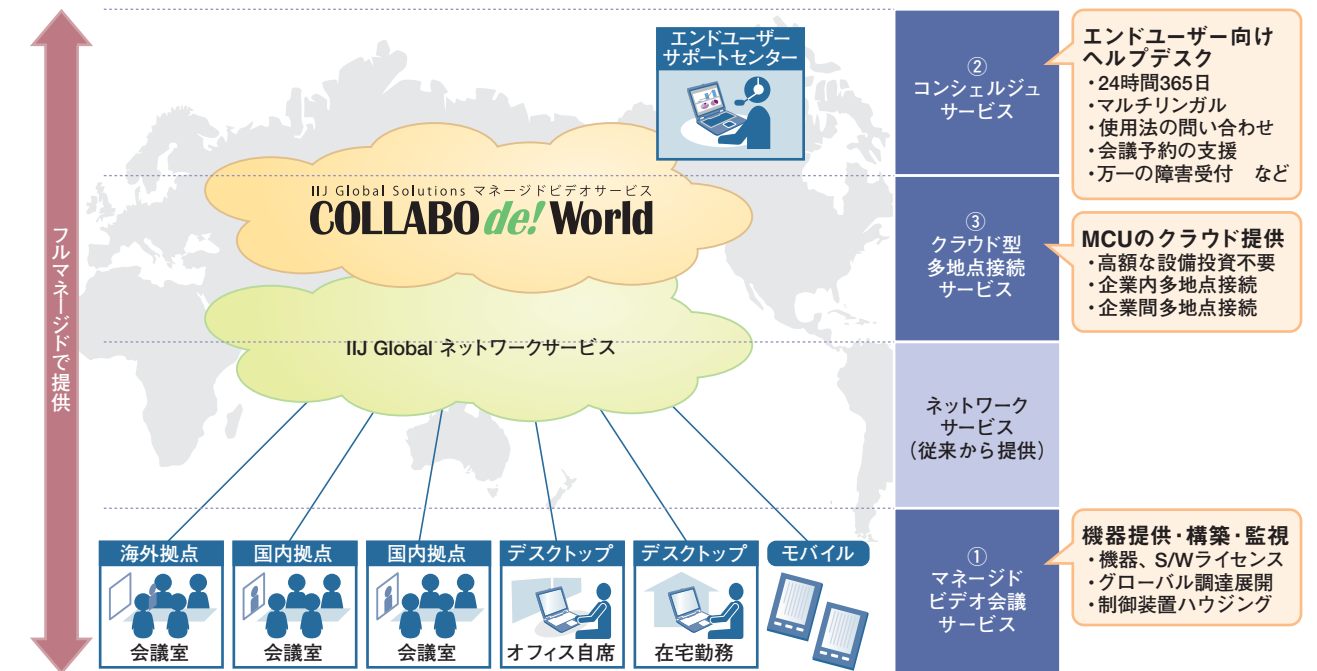 フルマネージドで提供
エンドユーザー
サポートセンター
IIJ Global Solutions マネージドビデオサービス
COLLABO de! World
IIJ Global ネットワークサービス
海外拠点
会議室
国内拠点
会議室
国内拠点
会議室
デスクトップ
オフィス自席
デスクトップ
在宅勤務
モバイル
②
コンシェルジュ
サービス
エンドユーザー向け
ヘルプデスク
・24時間365日
・マルチリンガル
・使用法の問い合わせ
・会議予約の支援
・万一の障害受付　など
③
クラウド型
多地点接続
サービス
MCUのクラウド提供
・高額な設備投資不要
・企業内多地点接続
・企業間多地点接続
ネットワーク
サービス
(従来から提供)
①
マネージド
ビデオ会議
サービス
機器提供・構築・監視
・機器、S/Wライセンス
・グローバル調達展開
・制御装置ハウジング